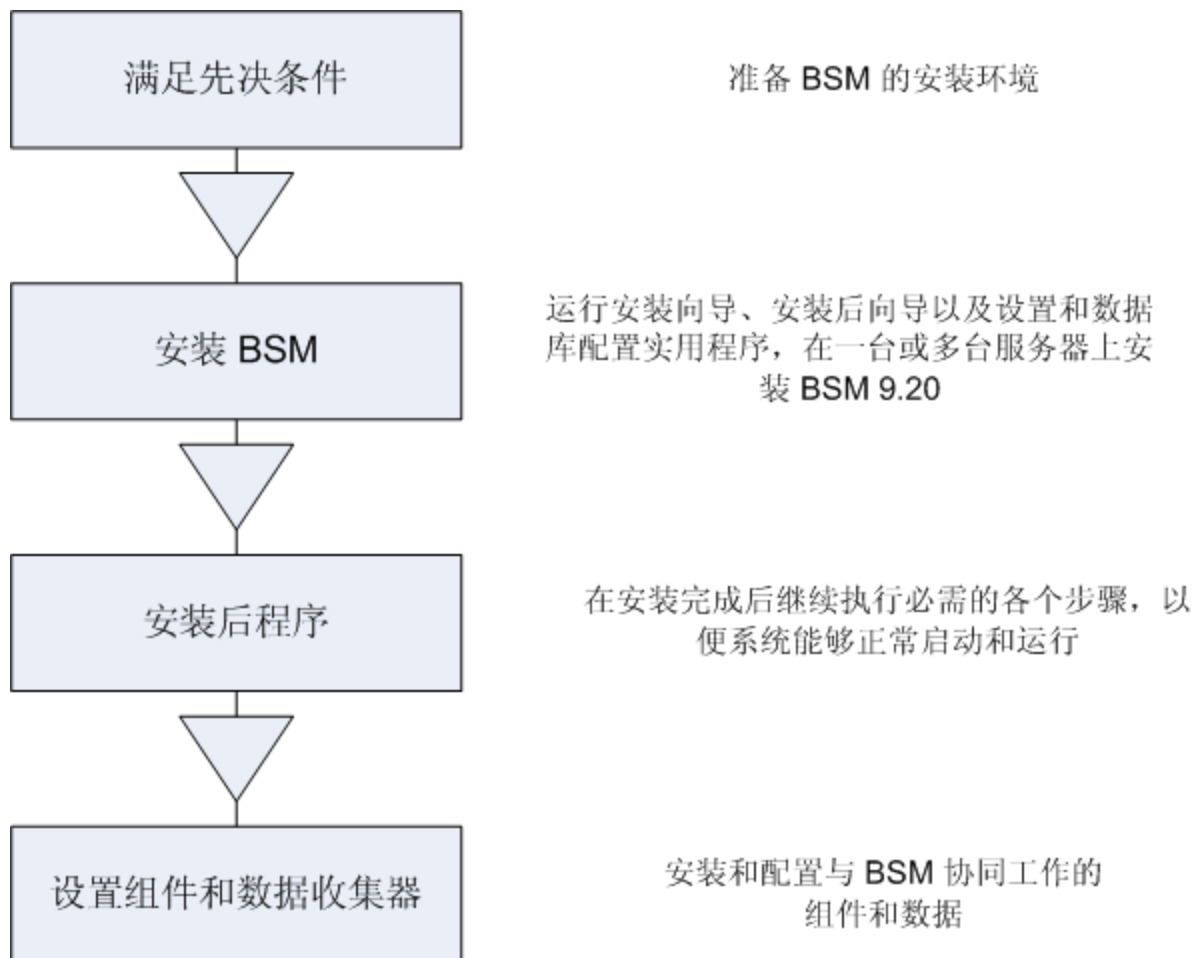 满足先决条件
准备 BSM 的安装环境
安装 BSM
运行安装向导、安装后向导以及设置和数据
库配置实用程序，在一台或多台服务器上安
装 BSM 9.20
安装后程序
在安装完成后继续执行必需的各个步骤，以
便系统能够正常启动和运行
设置组件和数据收集器
安装和配置与 BSM 协同工作的
组件和数据